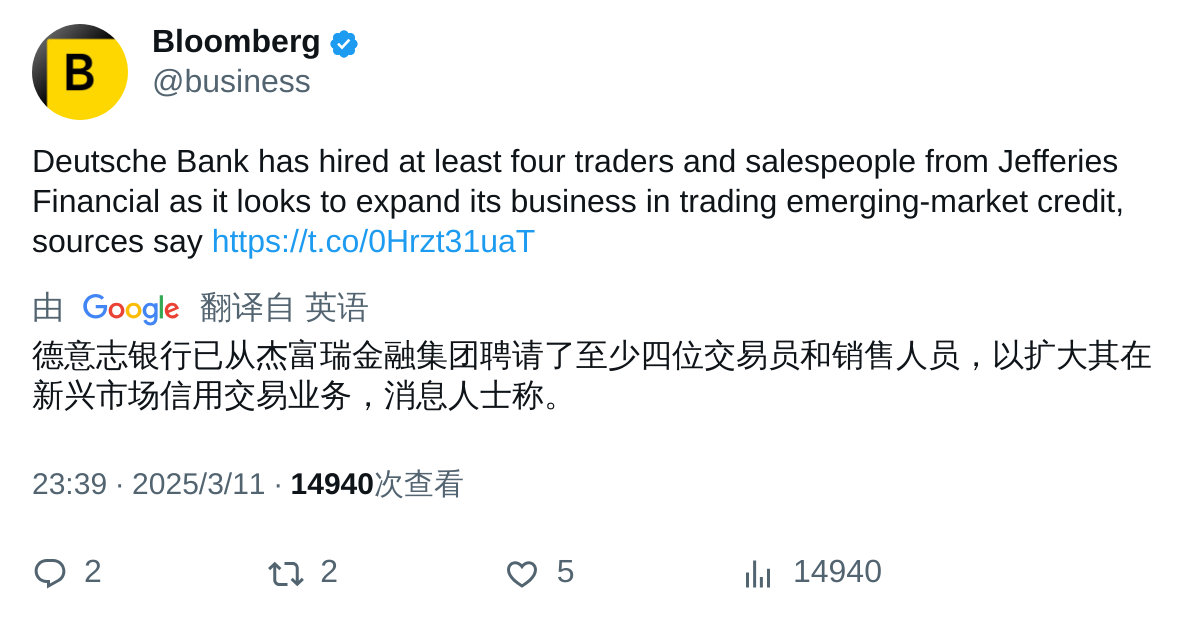 B
Bloomberg
@business
Deutsche Bank has hired at least four traders and salespeople from Jefferies
Financial as it looks to expand its business in trading emerging-market credit,
sources say https://t.co/0Hrzt31uaT
由 Google 翻译自 英语
德意志银行已从杰富瑞金融集团聘请了至少四位交易员和销售人员，以扩大其在
新兴市场信用交易业务，消息人士称。
23:39 · 2025/3/11 · 14940次查看
2 2 5 14940